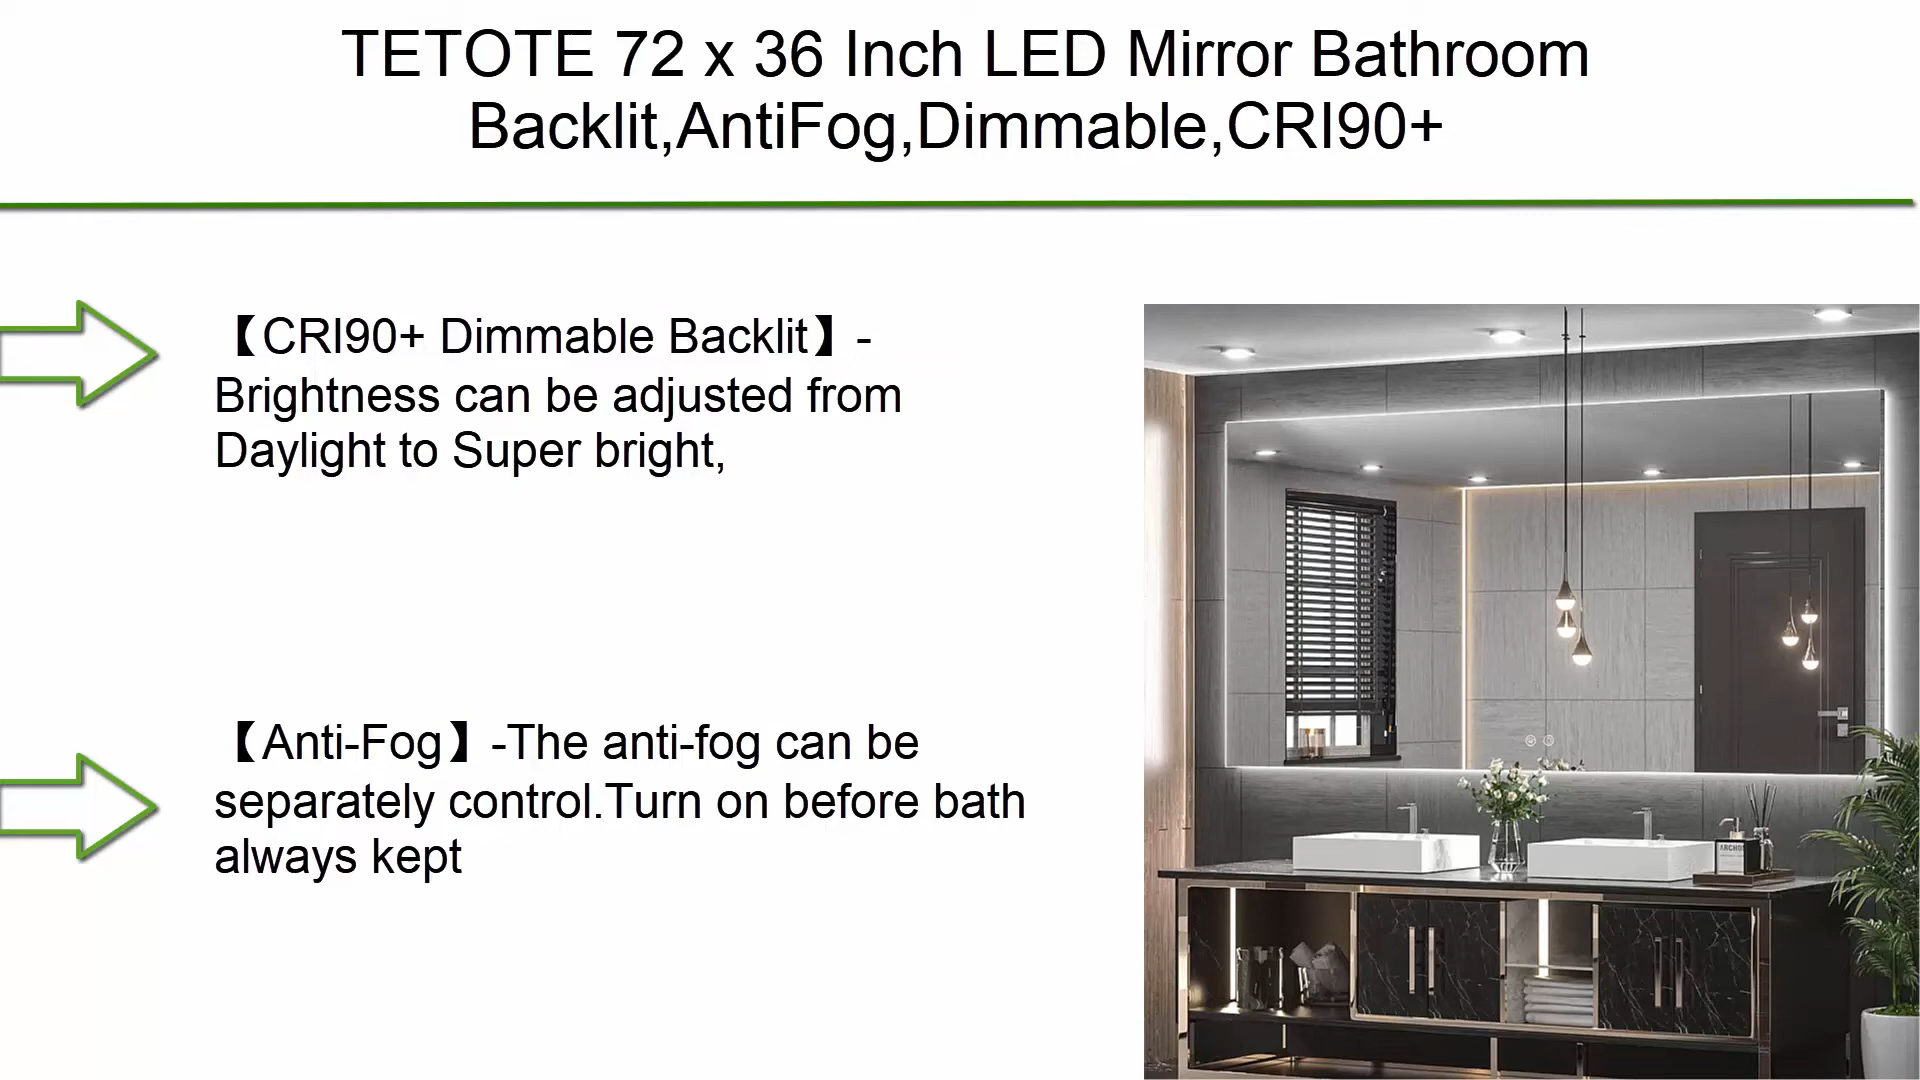 TETOTE 72 x 36 Inch LED Mirror Bathroom
Backlit,AntiFog,Dimmable,CRI90+
【CRI90+ Dimmable Backlit】-
Brightness can be adjusted from
Daylight to Super bright,
【Anti-Fog】-The anti-fog can be
separately control.Turn on before bath
always kept